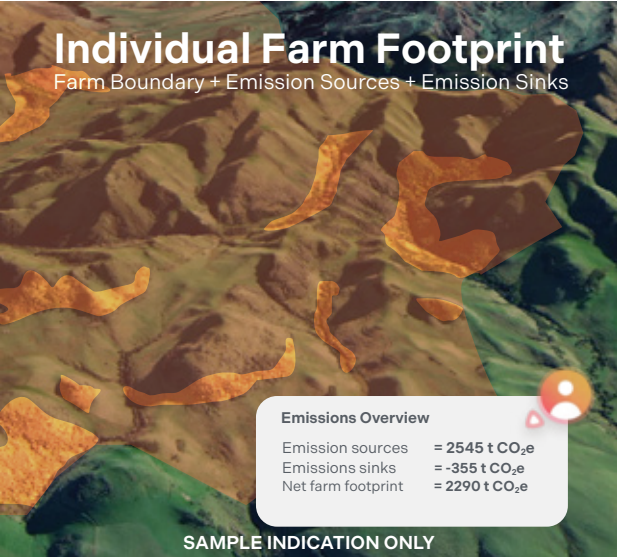 Individual Farm Footprint
Farm Boundary + Emission Sources + Emission Sinks
Emissions Overview
Emission sources = 2545 t CO₂e
Emissions sinks = -355 t CO₂e
Net farm footprint = 2290 t CO₂e
SAMPLE INDICATION ONLY